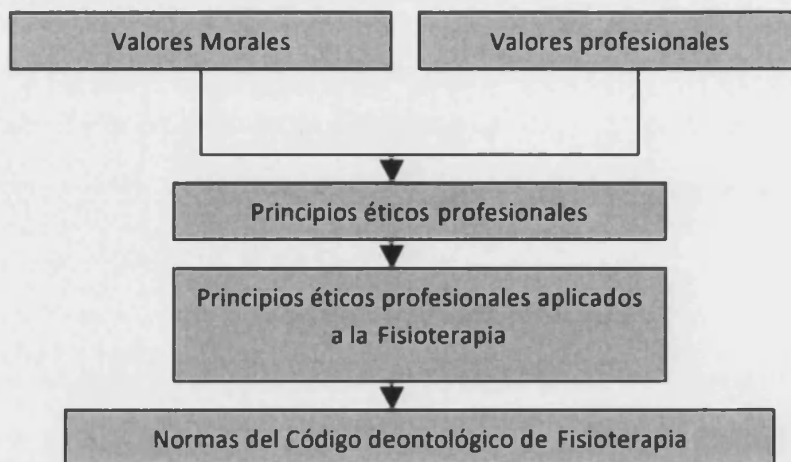 Valores Morales
Valores profesionales
Principios éticos profesionales
Principios éticos profesionales aplicados
a la Fisioterapia
Normas del Código deontológico de Fisioterapia